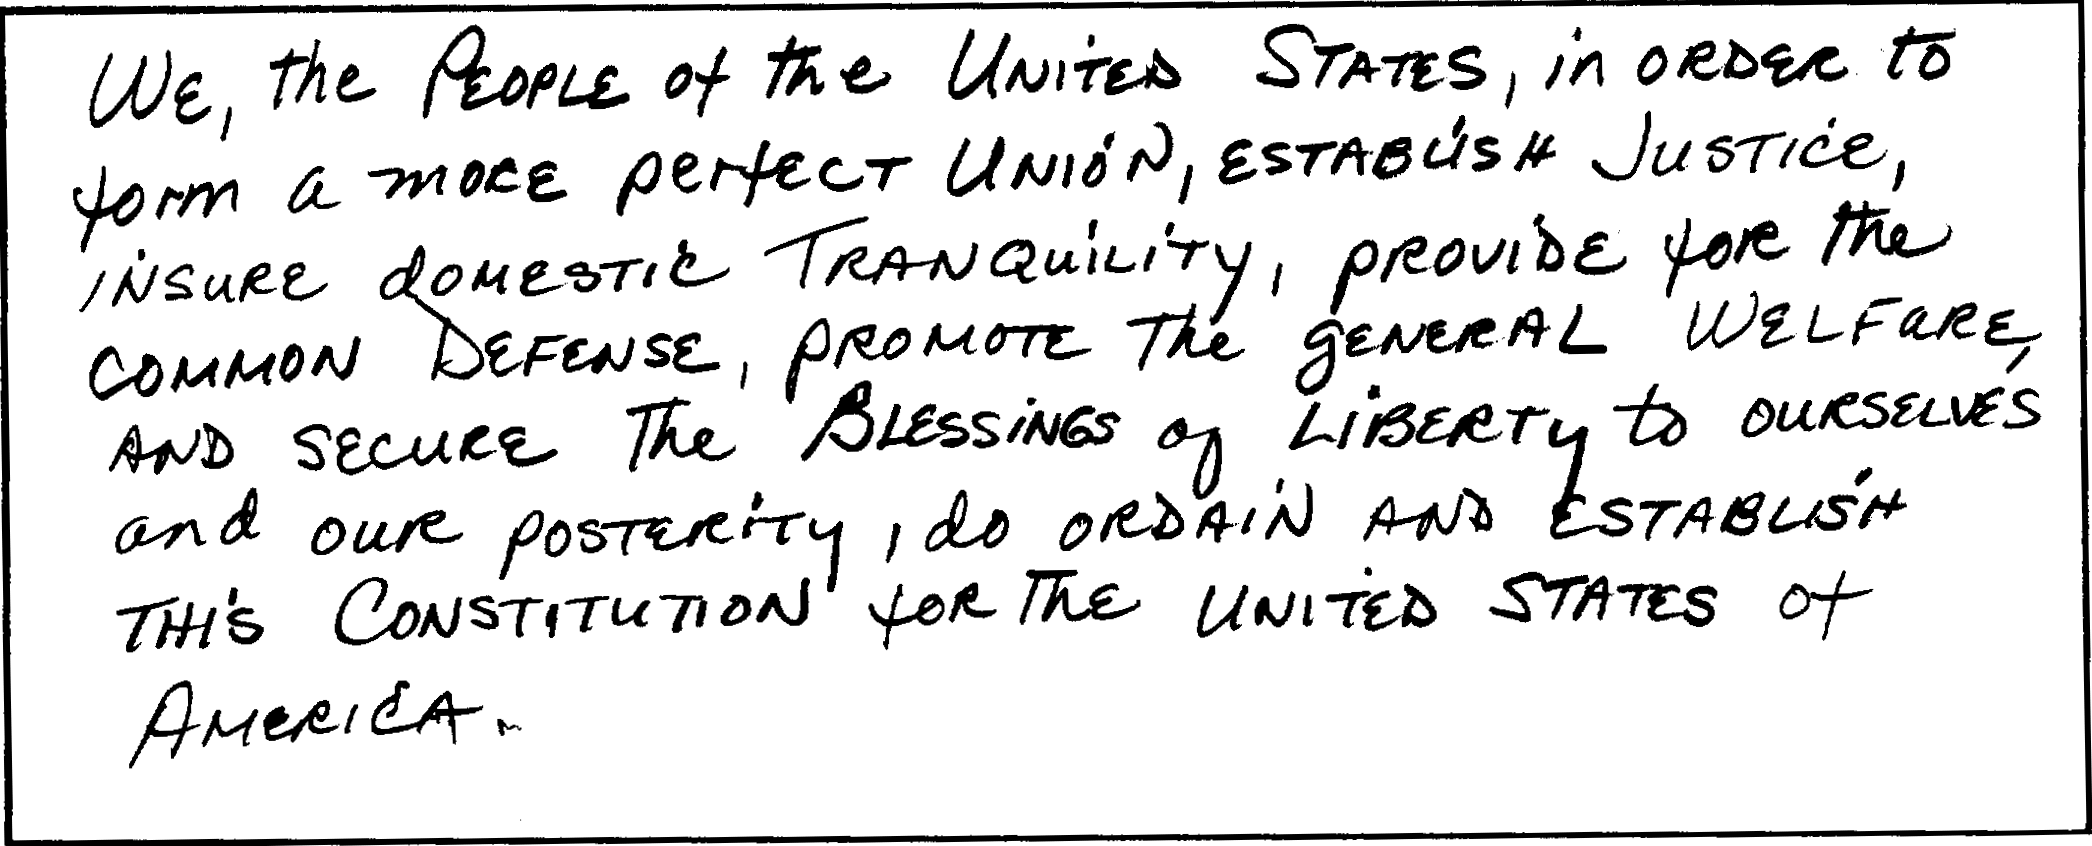 We, the PEOPLE of the UNITED STATES, in ORDER to
form a more perfect UNION, ESTABLISH JUSTICE,
INSURE domestic TRANQUILITY, PROVIDE for the
COMMON DEFENSE, PROMOTE The GENERAL WELFARE,
AND SECURE The BLESSINGS of LIBERTY to OURSELVES
and our POSTERITY, do ORDAIN AND ESTABLISH
THIS CONSTITUTION for THE UNITED STATES of
AMERICA.